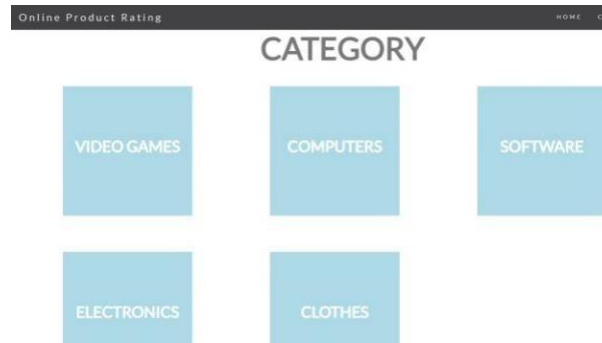 Online Product Rating
HOME
CATEGORY
VIDEO GAMES
COMPUTERS
SOFTWARE
ELECTRONICS
CLOTHES